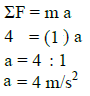 ΣF = m a
4 = (1) a
a = 4 : 1
a = 4 m/s²